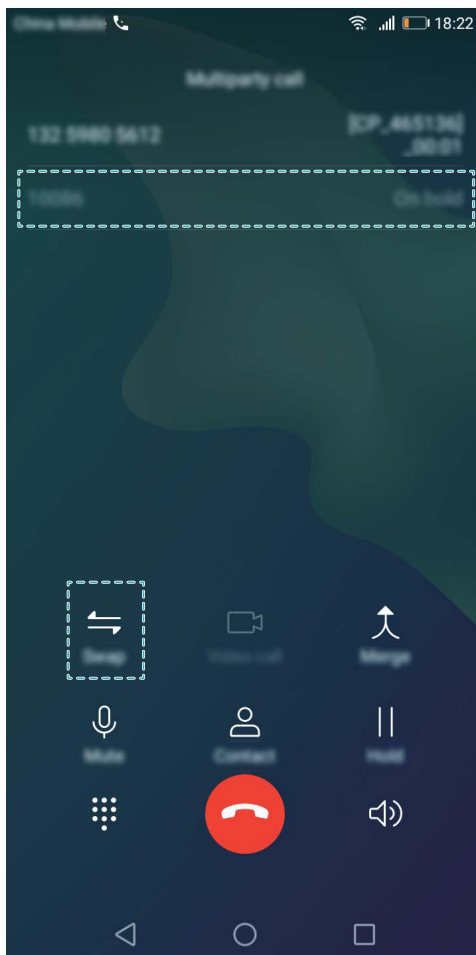 China Mobile 18:22
Multiparty call
132 5980 5612 [CP_465136]
_00:01
10086 On hold
Swap Video call Merge
Mute Contact Hold